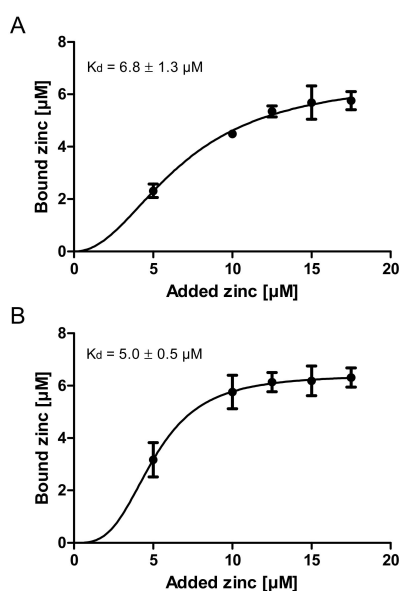 A
8
Kd = 6.8 ± 1.3 µM
6
4
2
0
Bound zinc [µM]
0 5 10 15 20
Added zinc [µM]
B
8
Kd = 5.0 ± 0.5 µM
6
4
2
0
Bound zinc [µM]
0 5 10 15 20
Added zinc [µM]